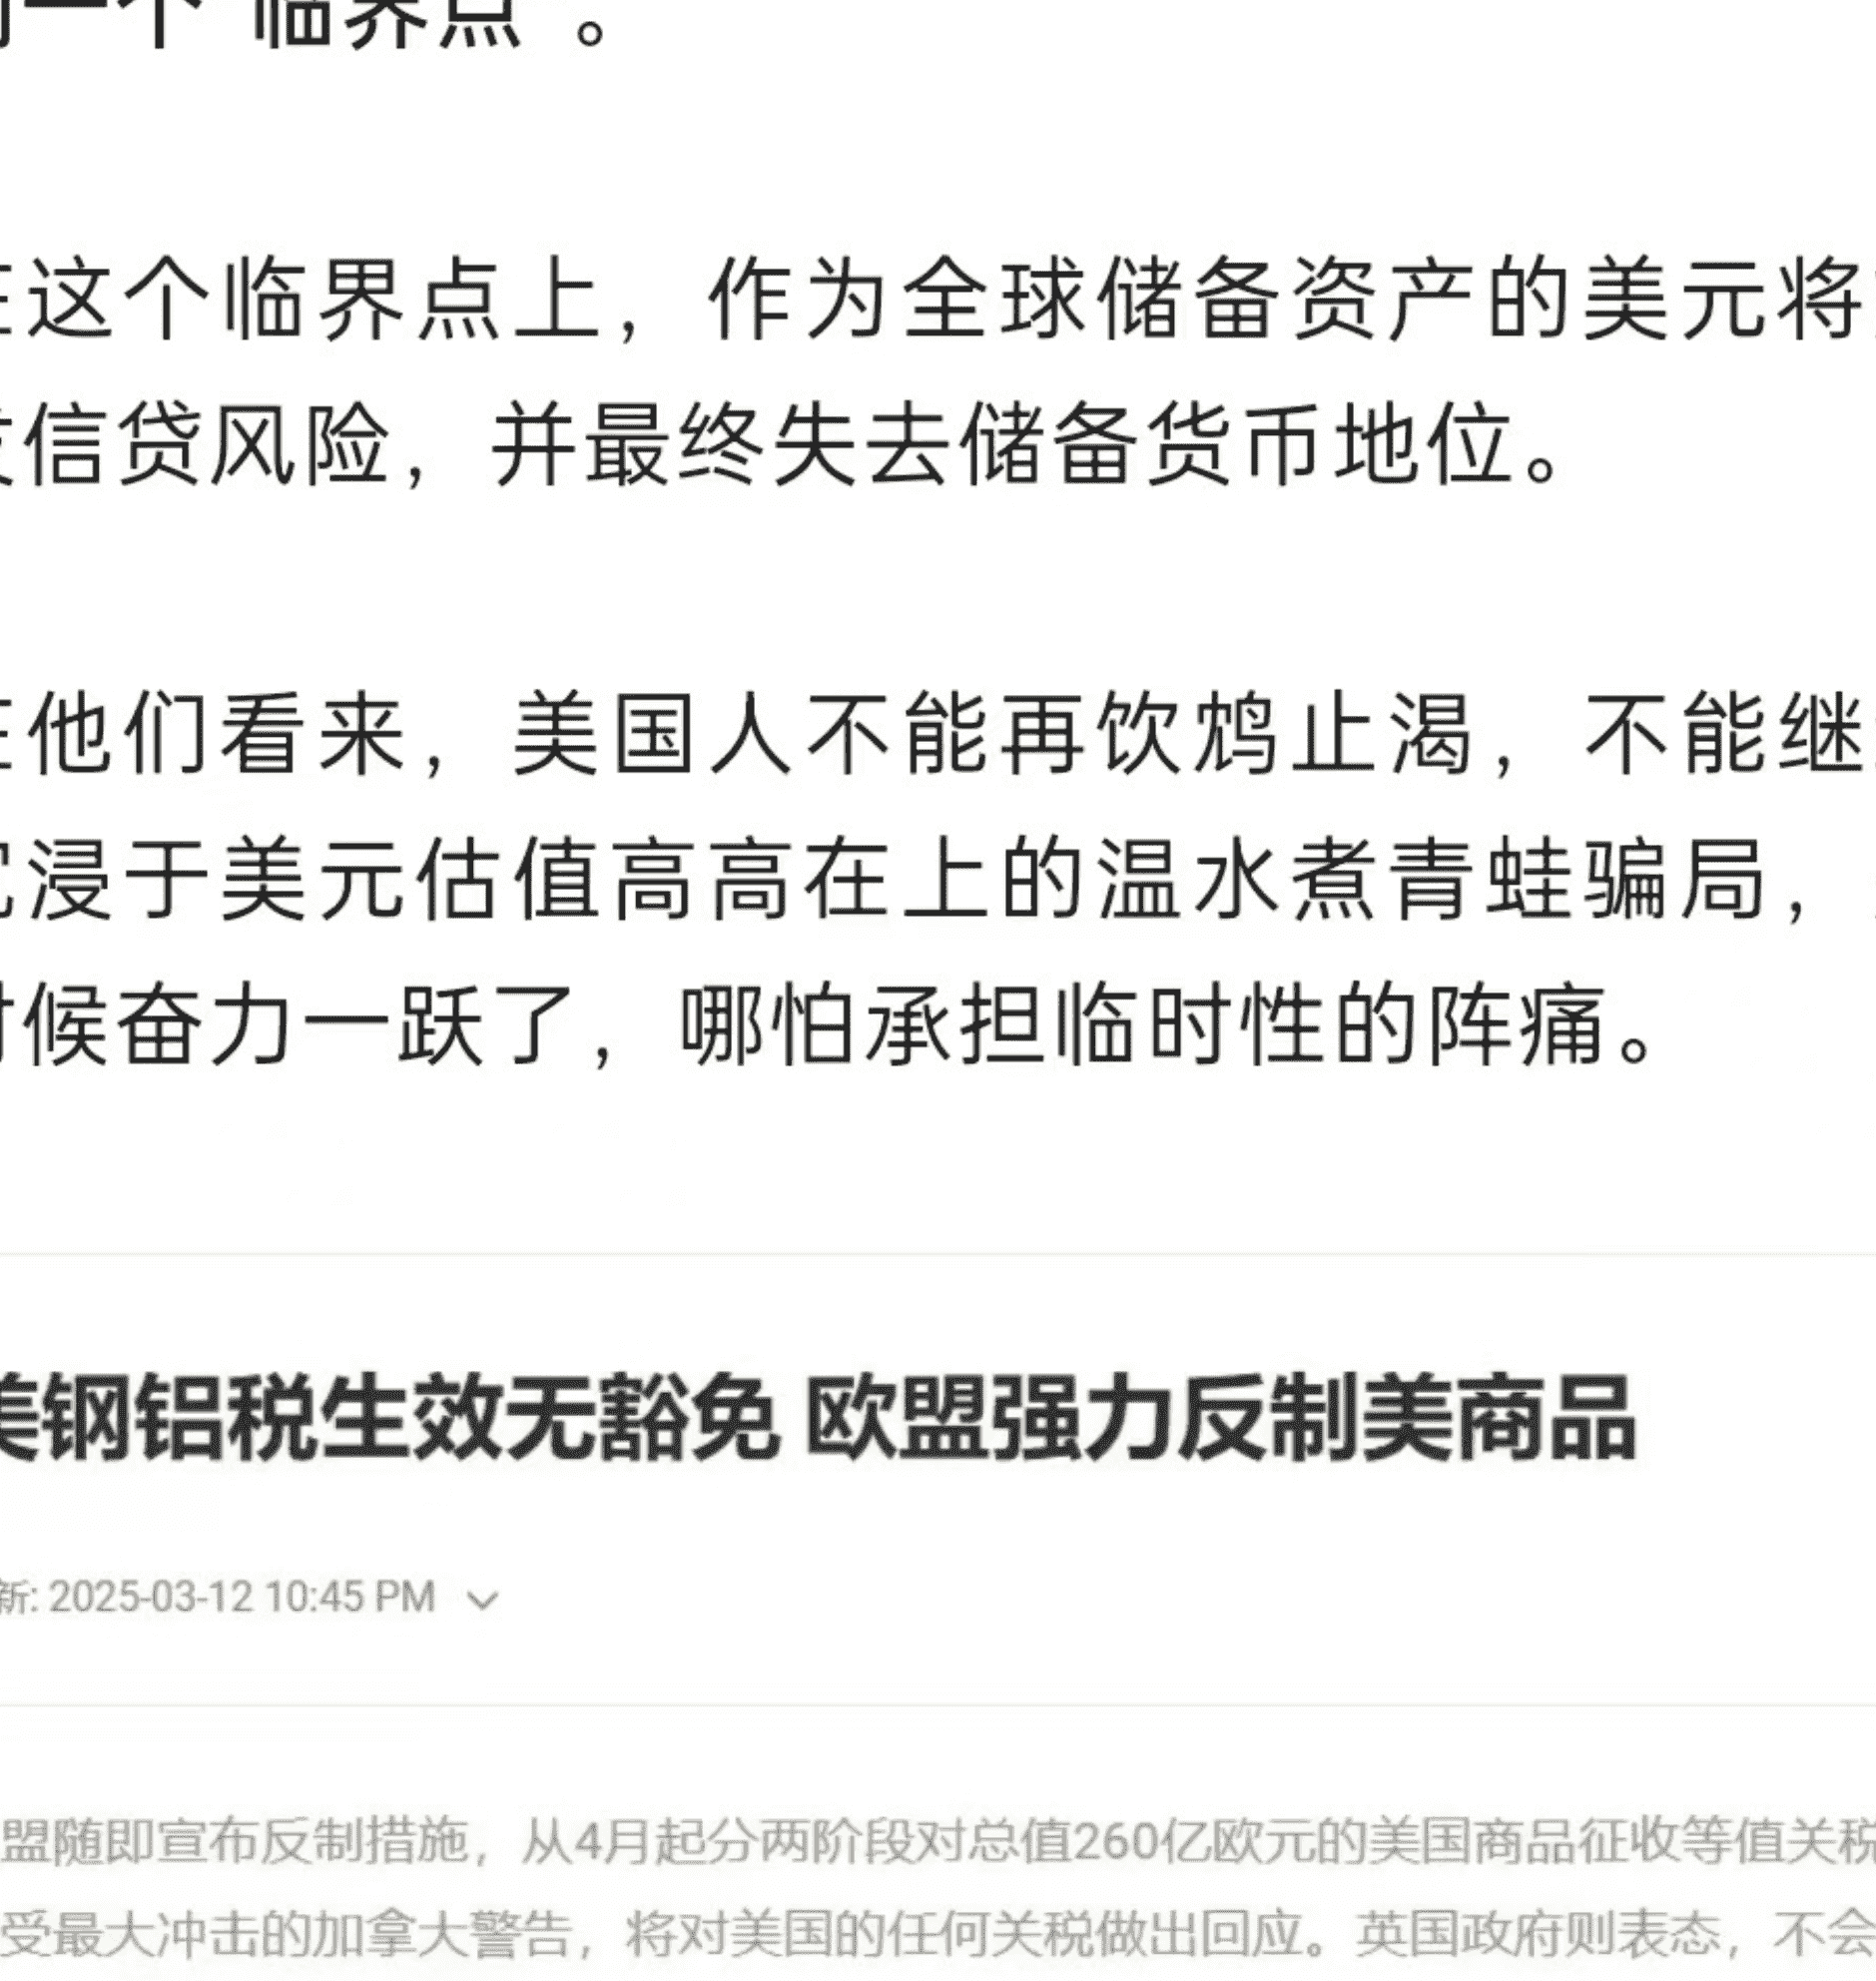 一个"临界点"。
这个临界点上，作为全球储备资产的美元将
信贷风险，并最终失去储备货币地位。
他们看来，美国人不能再饮鸩止渴，不能继
浸于美元估值高高在上的温水煮青蛙骗局，
候奋力一跃了，哪怕承担临时性的阵痛。
美钢铝税生效无豁免 欧盟强力反制美商品
新: 2025-03-12 10:45 PM
盟随即宣布反制措施，从4月起分两阶段对总值260亿欧元的美国商品征收等值关税
受最大冲击的加拿大警告，将对美国的任何关税做出回应。英国政府则表态，不会